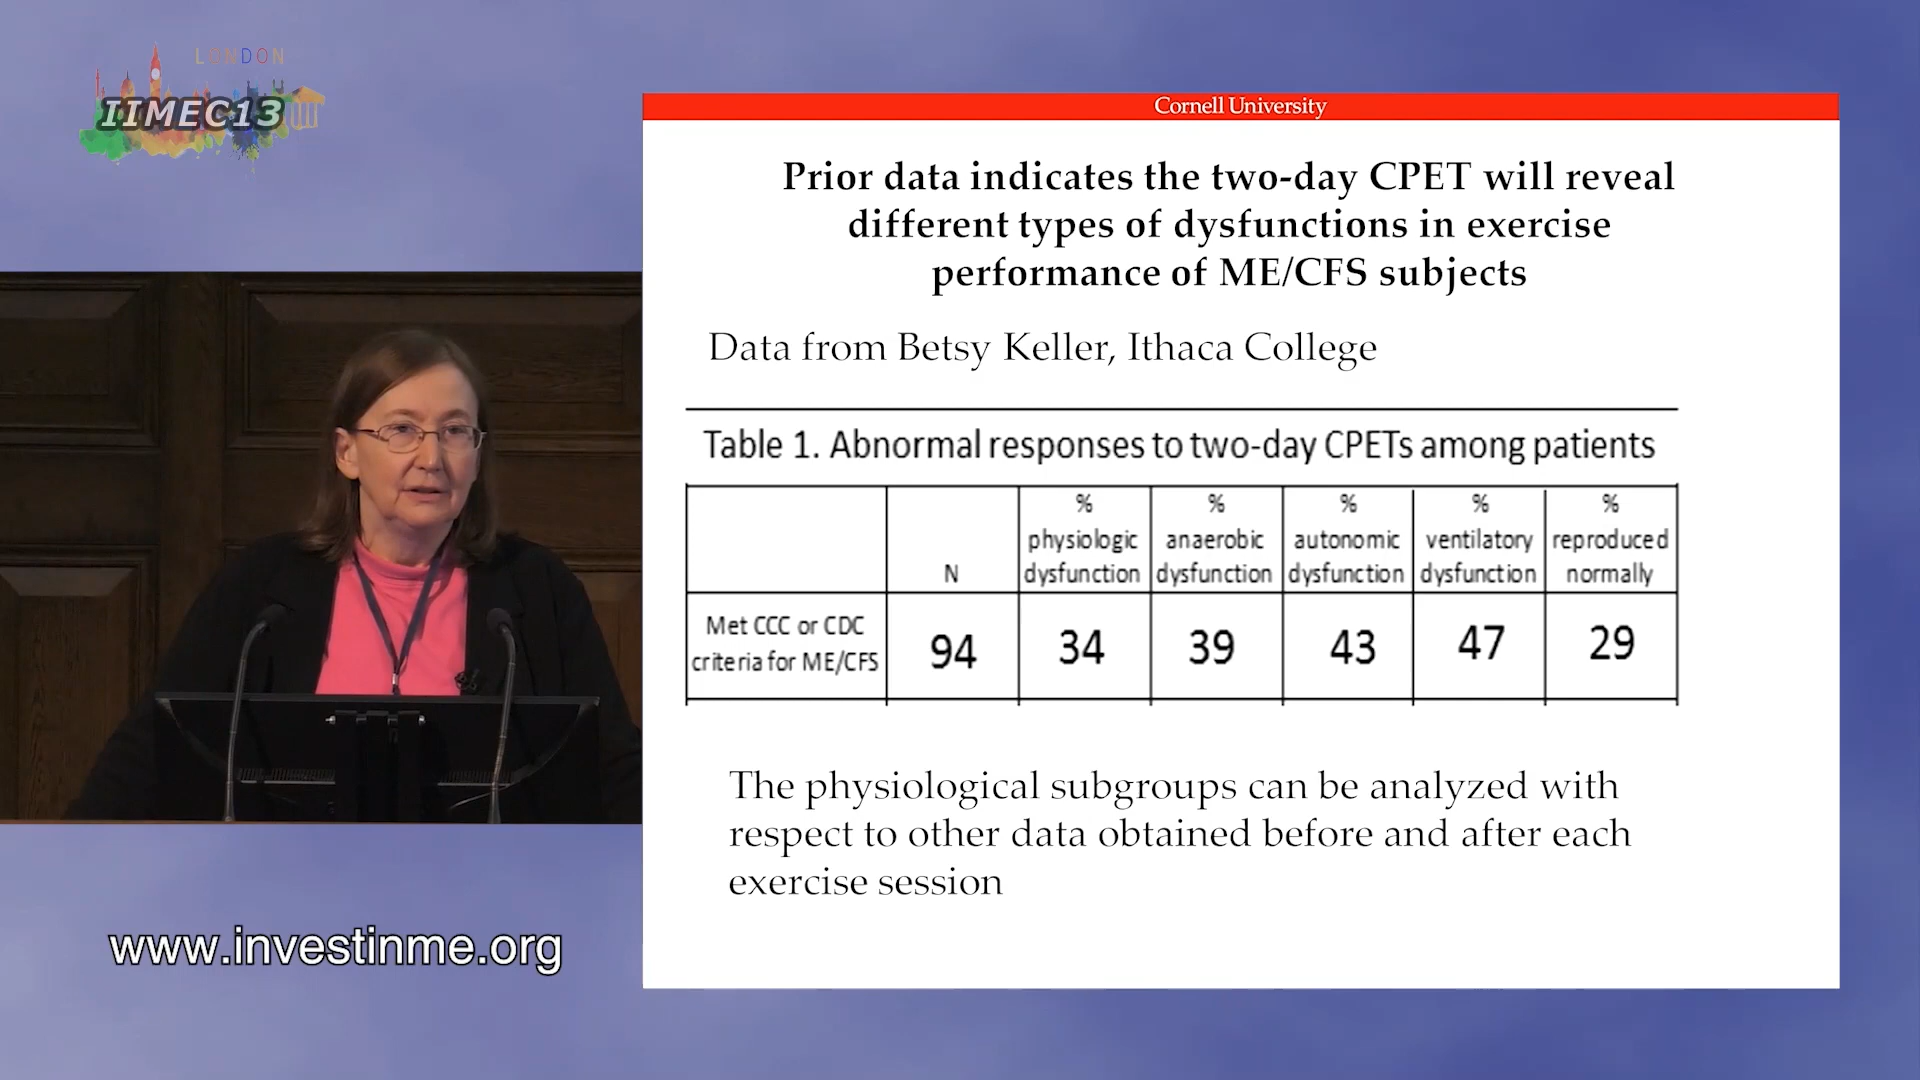 LONDON
IIMEC13
Cornell University
Prior data indicates the two-day CPET will reveal
different types of dysfunctions in exercise
performance of ME/CFS subjects
Data from Betsy Keller, Ithaca College
Table 1. Abnormal responses to two-day CPETs among patients
N
% physiologic dysfunction
% anaerobic dysfunction
% autonomic dysfunction
% ventilatory dysfunction
% reproduced normally
Met CCC or CDC
criteria for ME/CFS
94
34
39
43
47
29
The physiological subgroups can be analyzed with
respect to other data obtained before and after each
exercise session
www.investinme.org